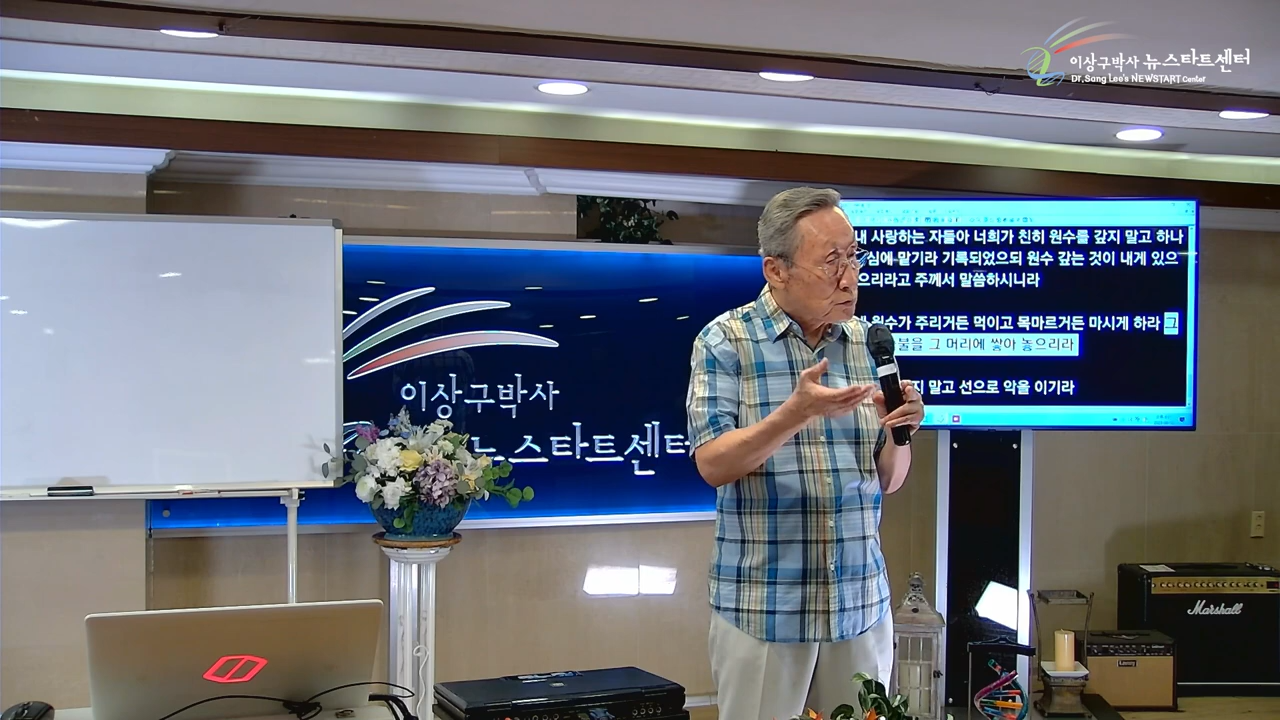 이상구박사 뉴스타트센터
Dr. Sang Lee's NEWSTART Center
내 사랑하는 자들아 너희가 친히 원수를 갚지 말고 하나
심에 맡기라 기록되었으되 원수 갚는 것이 내게 있으
으리라고 주께서 말씀하시니라
원수가 주리거든 먹이고 목마르거든 마시게 하라 그
불을 그 머리에 쌓아 놓으리라
지 말고 선으로 악을 이기라
이상구박사
뉴스타트센터
Marshall
Laney